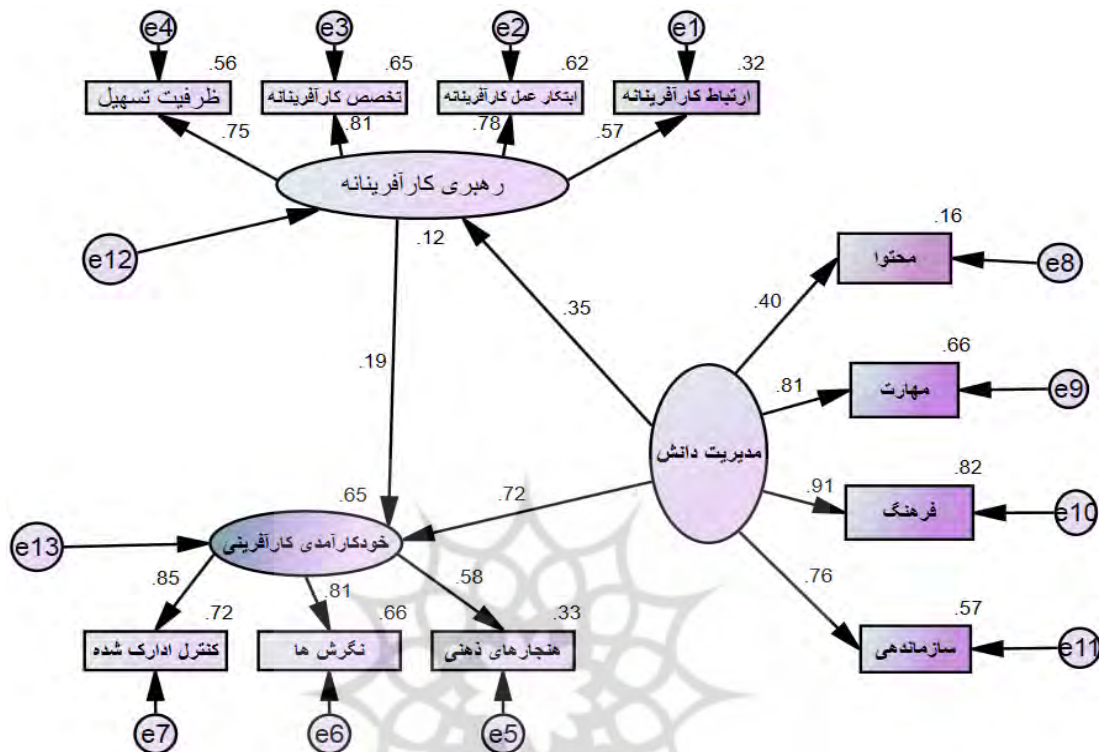 e4
e3
e2
e1
.56
.65
.62
.32
ظرفیت تسهیل
تخصص کارآفرینانه
ابتکار عمل کارآفرینانه
ارتباط کارآفرینانه
.75
.81
.78
.57
رهبری کارآفرینانه
e12
.12
.16
محتوا
e8
.40
.35
.19
.66
مهارت
e9
.81
مدیریت دانش
.82
فرهنگ
e10
.91
.72
.65
خودکارآمدی کارآفرینی
e13
.76
.57
سازماندهی
e11
.85
.81
.58
.72
.66
.33
کنترل ادارک شده
نگرش ها
هنجارهای ذهنی
e7
e6
e5